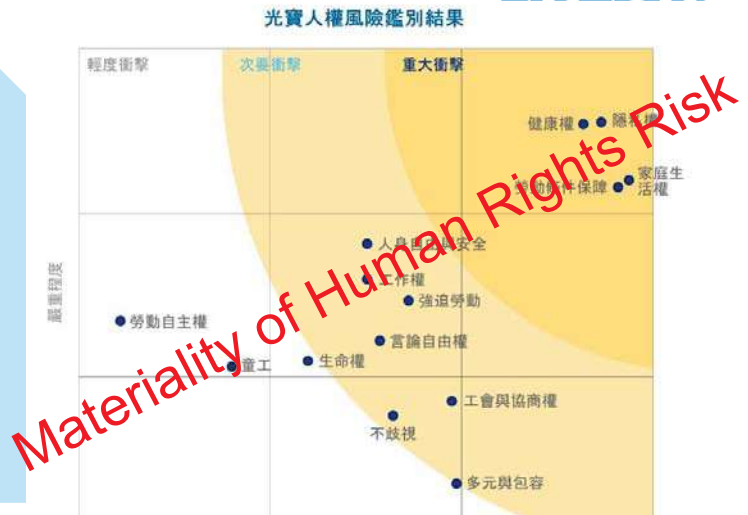 光寶人權風險鑑別結果
輕度衝擊
次要衝擊
重大衝擊
健康權
隱私權
家庭生
活權
勞動條件保障
人身自由與安全
工作權
強迫勞動
嚴重程度
勞動自主權
言論自由權
生命權
童工
工會與協商權
不歧視
多元與包容
Materiality of Human Rights Risk